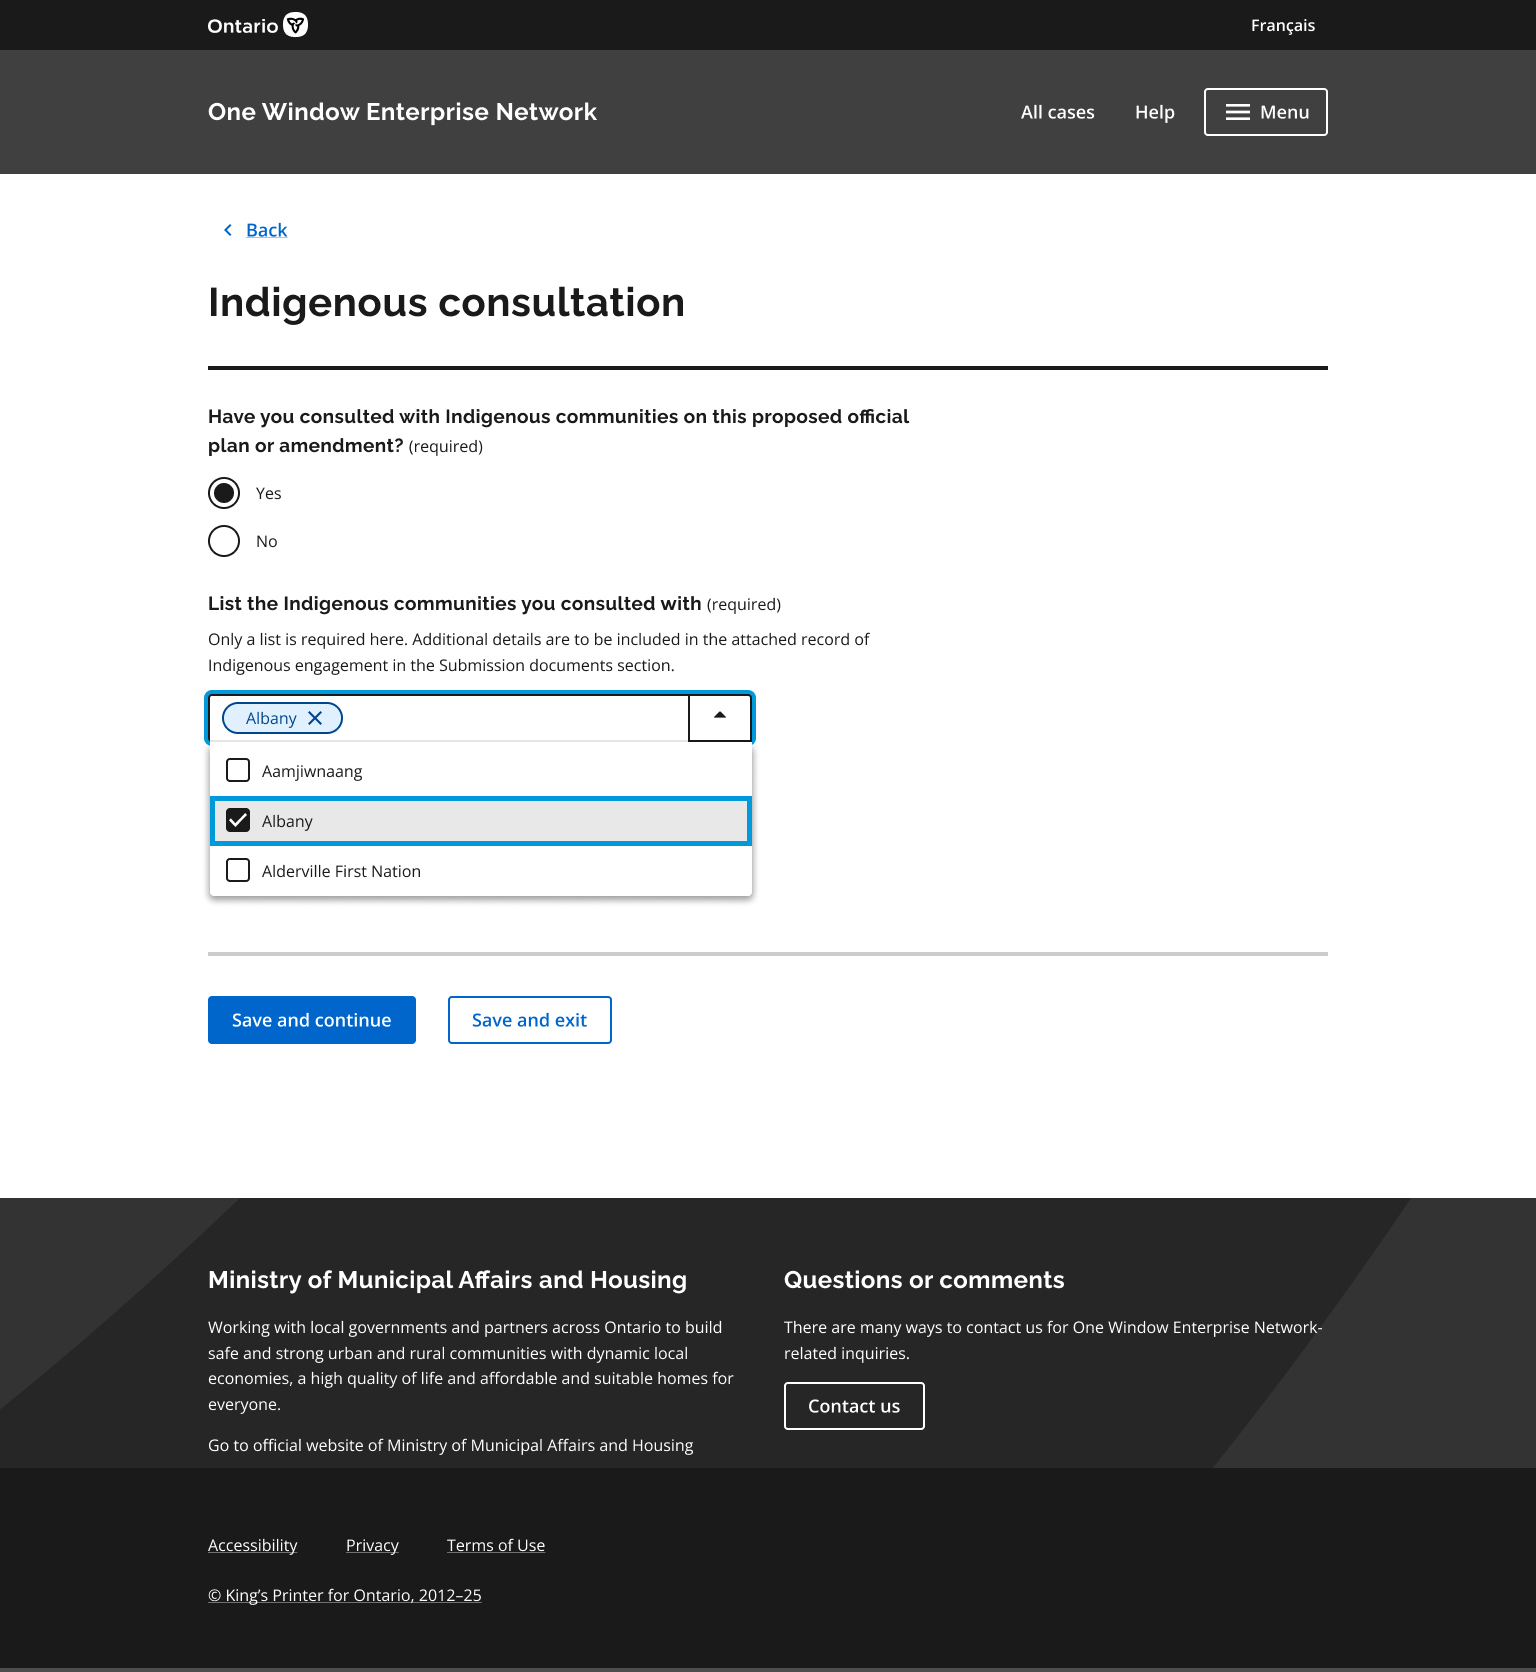 Ontario
Français
One Window Enterprise Network
All cases
Help
Menu
Back
Indigenous consultation
Have you consulted with Indigenous communities on this proposed official
plan or amendment? (required)
Yes
No
List the Indigenous communities you consulted with (required)
Only a list is required here. Additional details are to be included in the attached record of
Indigenous engagement in the Submission documents section.
Albany
Aamjiwnaang
Albany
Alderville First Nation
Save and continue
Save and exit
Ministry of Municipal Affairs and Housing
Working with local governments and partners across Ontario to build
safe and strong urban and rural communities with dynamic local
economies, a high quality of life and affordable and suitable homes for
everyone.
Go to official website of Ministry of Municipal Affairs and Housing
Questions or comments
There are many ways to contact us for One Window Enterprise Network-
related inquiries.
Contact us
Accessibility
Privacy
Terms of Use
© King’s Printer for Ontario, 2012–25